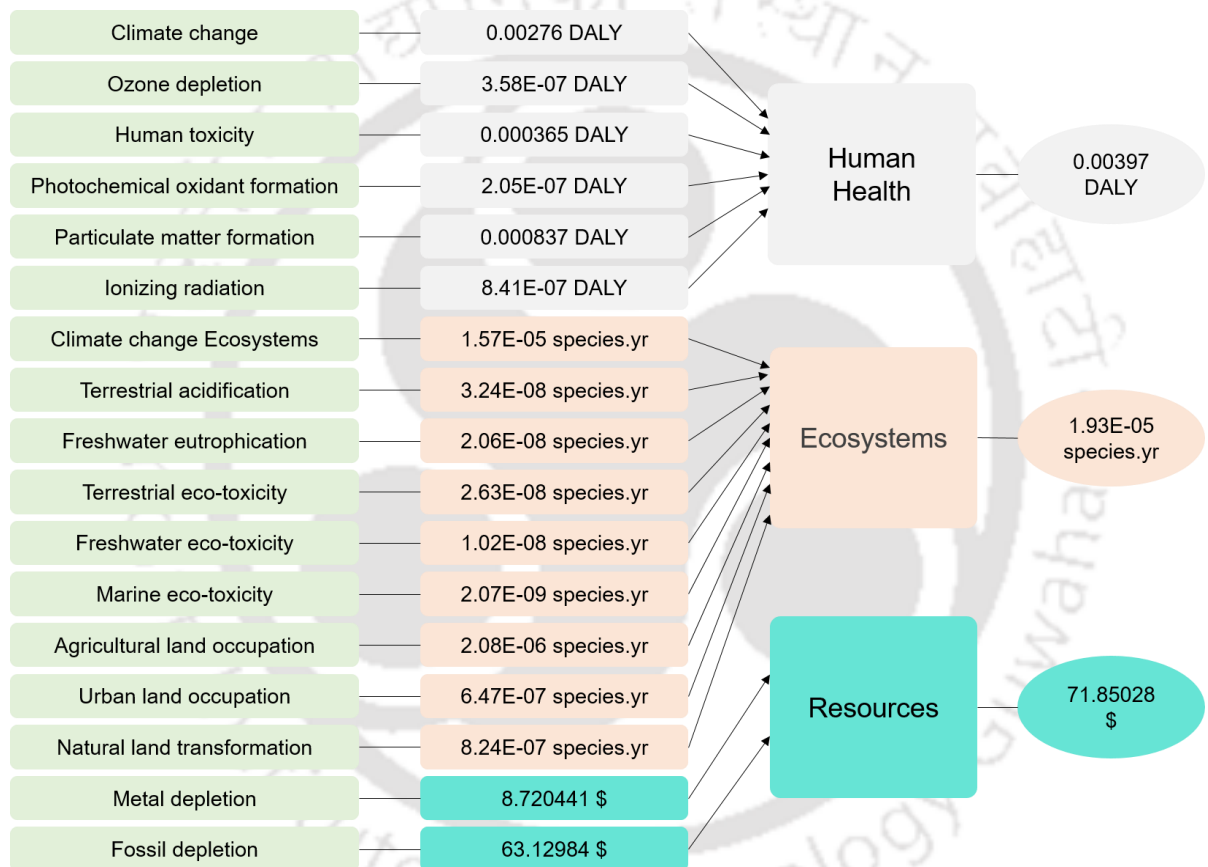 Climate change 0.00276 DALY
Ozone depletion 3.58E-07 DALY
Human toxicity 0.000365 DALY
Photochemical oxidant formation 2.05E-07 DALY
Particulate matter formation 0.000837 DALY
Ionizing radiation 8.41E-07 DALY
Human
Health
0.00397
DALY
Climate change Ecosystems 1.57E-05 species.yr
Terrestrial acidification 3.24E-08 species.yr
Freshwater eutrophication 2.06E-08 species.yr
Terrestrial eco-toxicity 2.63E-08 species.yr
Freshwater eco-toxicity 1.02E-08 species.yr
Marine eco-toxicity 2.07E-09 species.yr
Agricultural land occupation 2.08E-06 species.yr
Urban land occupation 6.47E-07 species.yr
Natural land transformation 8.24E-07 species.yr
Ecosystems
1.93E-05
species.yr
Metal depletion 8.720441 $
Fossil depletion 63.12984 $
Resources
71.85028
$